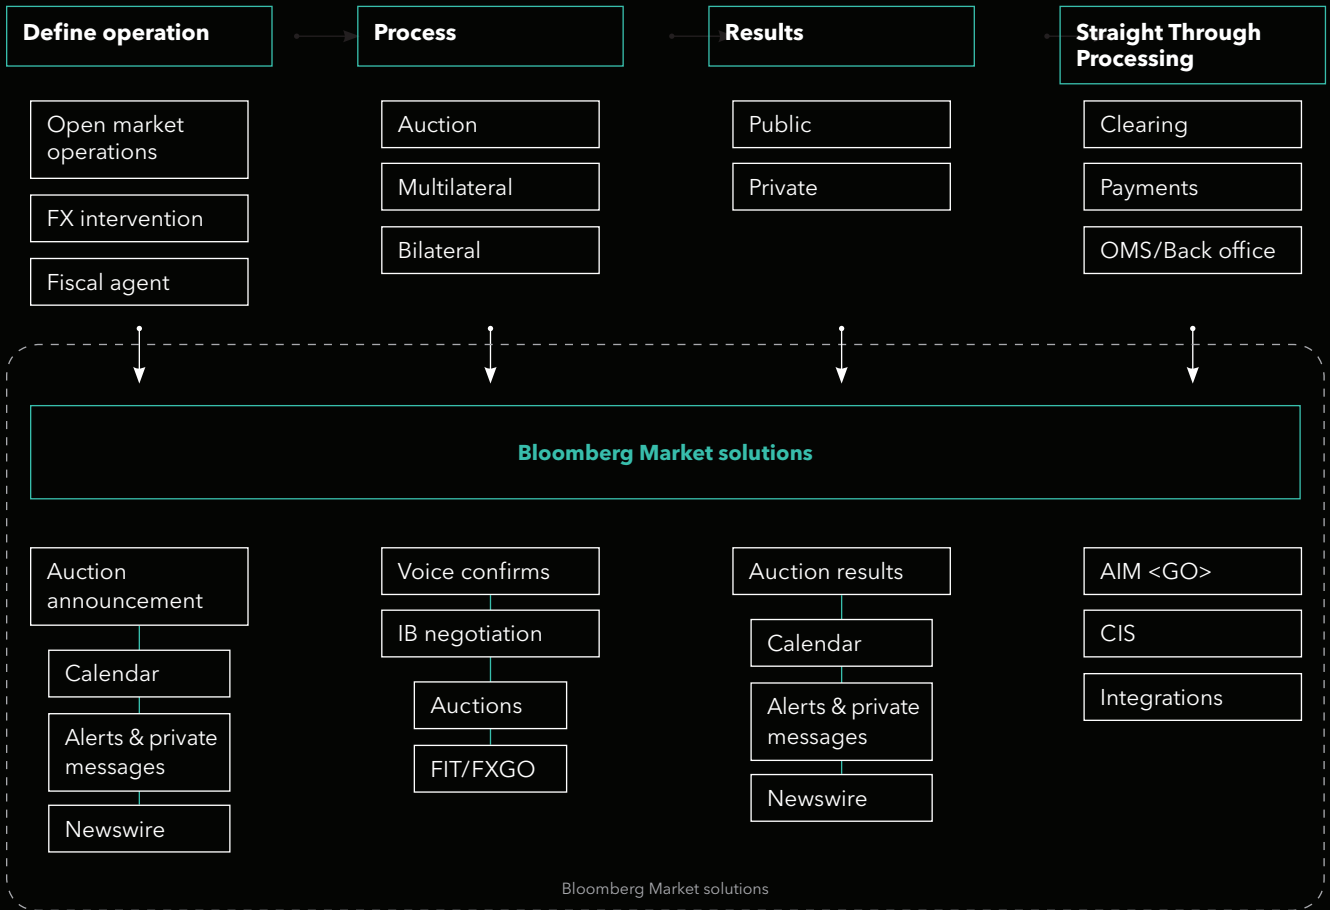 Define operation
Process
Results
Straight Through
Processing
Open market
operations
FX intervention
Fiscal agent
Auction
Multilateral
Bilateral
Public
Private
Clearing
Payments
OMS/Back office
Bloomberg Market solutions
Auction
announcement
Calendar
Alerts & private
messages
Newswire
Voice confirms
IB negotiation
Auctions
FIT/FXGO
Auction results
Calendar
Alerts & private
messages
Newswire
AIM <GO>
CIS
Integrations
Bloomberg Market solutions